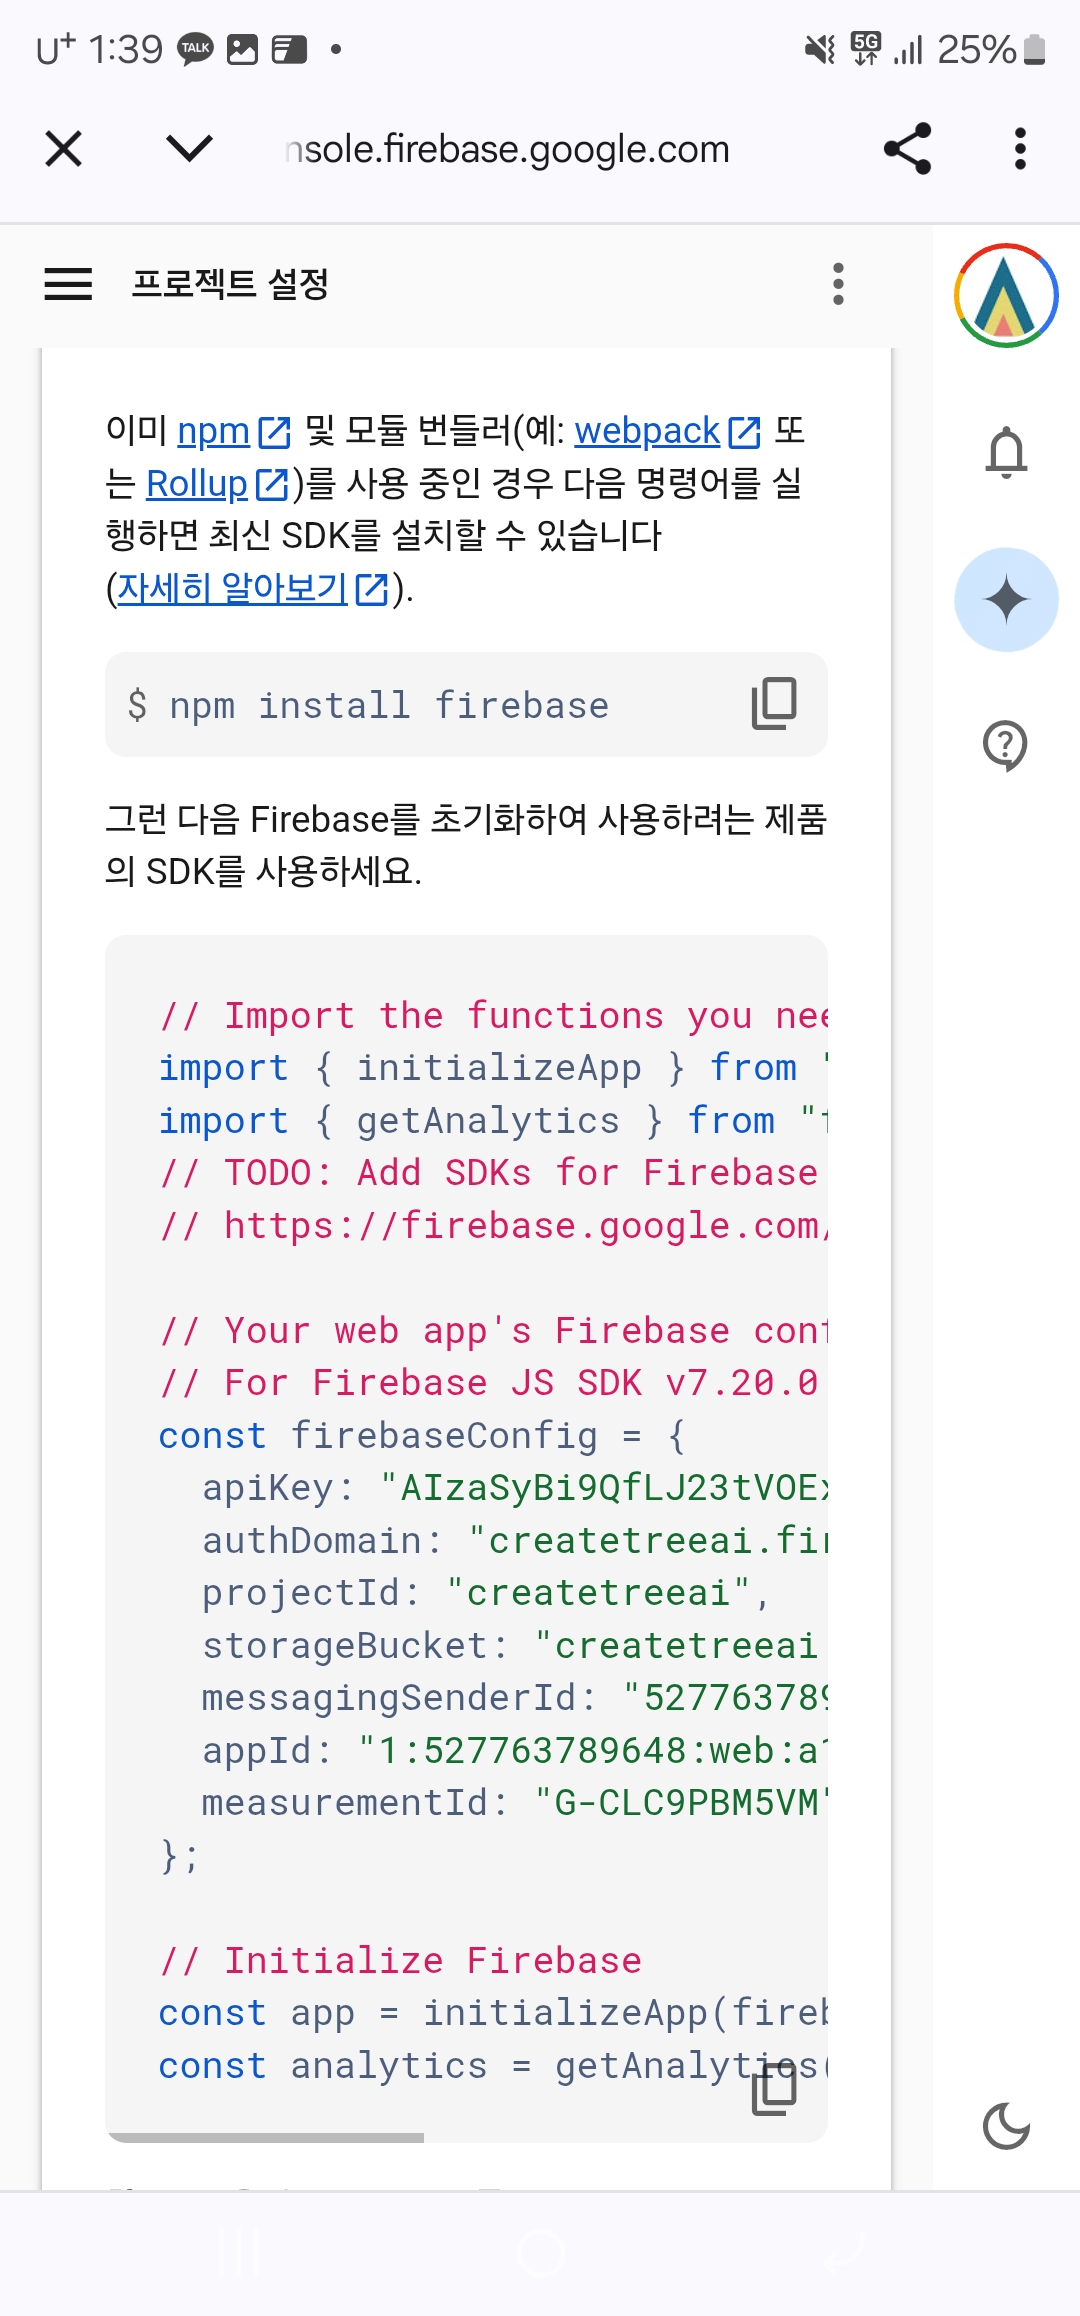 U⁺ 1:39 TALK 5G 25%
nsole.firebase.google.com
프로젝트 설정
이미 npm 및 모듈 번들러(예: webpack 또
는 Rollup)를 사용 중인 경우 다음 명령어를 실
행하면 최신 SDK를 설치할 수 있습니다
(자세히 알아보기).
$ npm install firebase
그런 다음 Firebase를 초기화하여 사용하려는 제품
의 SDK를 사용하세요.
// Import the functions you nee
import { initializeApp } from "
import { getAnalytics } from "f
// TODO: Add SDKs for Firebase
// https://firebase.google.com/
// Your web app's Firebase conf
// For Firebase JS SDK v7.20.0
const firebaseConfig = {
apiKey: "AIzaSyBi9QfLJ23tVOEx
authDomain: "createtreeai.fir
projectId: "createtreeai",
storageBucket: "createtreeai
messagingSenderId: "527763789
appId: "1:527763789648:web:a1
measurementId: "G-CLC9PBM5VM"
};
// Initialize Firebase
const app = initializeApp(fireb
const analytics = getAnalytics(